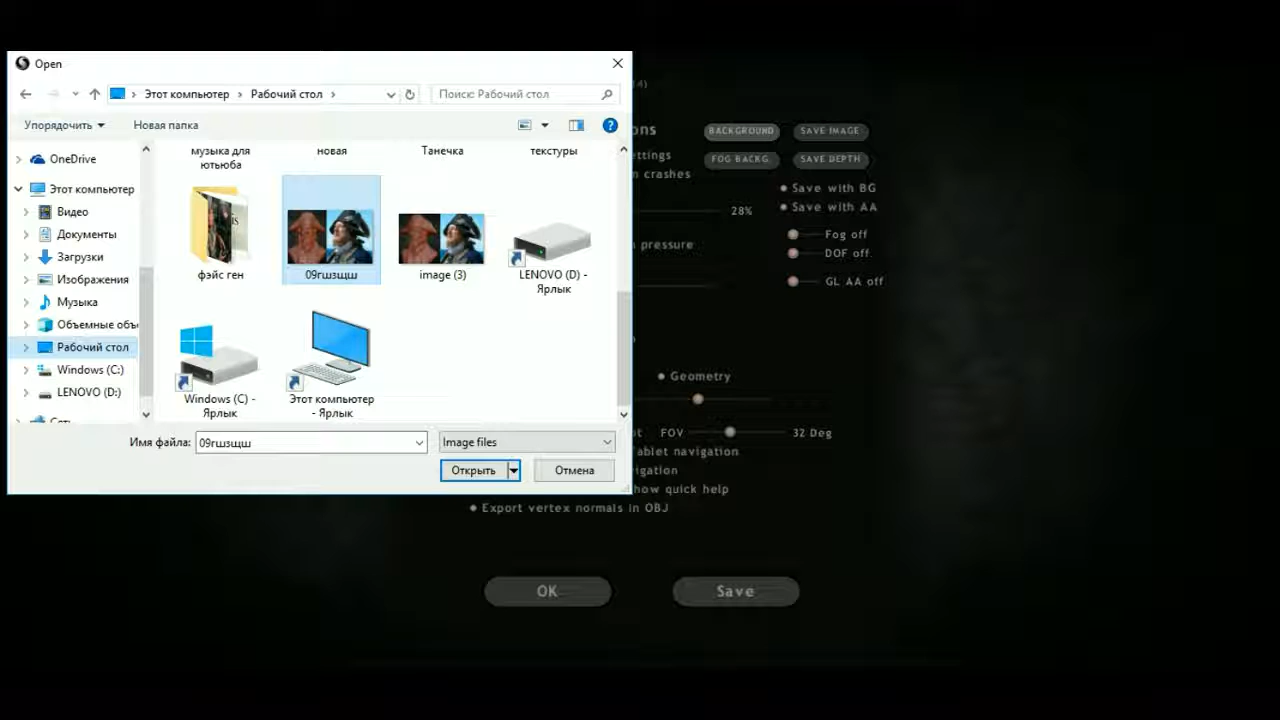 Open
Этот компьютер
Рабочий стол
Поиск: Рабочий стол
Упорядочить
Новая папка
OneDrive
Этот компьютер
Видео
Документы
Загрузки
Изображения
Музыка
Объемные объ
Рабочий стол
Windows (C:)
LENOVO (D:)
музыка для
ютьюба
новая
Танечка
текстуры
фэйс ген
09гшзщш
image (3)
LENOVO (D) -
Ярлык
Windows (C) -
Ярлык
Этот компьютер
- Ярлык
Имя файла:
09гшзщш
Image files
Открыть
Отмена
ons
BACKGROUND
SAVE IMAGE
ettings
FOG BACKG.
SAVE DEPTH
crashes
Save with BG
28%
Save with AA
Fog off
pressure
DOF off.
GL AA off
Geometry
FOV
32 Deg
ablet navigation
igation
how quick help
Export vertex normals in OBJ
OK
Save